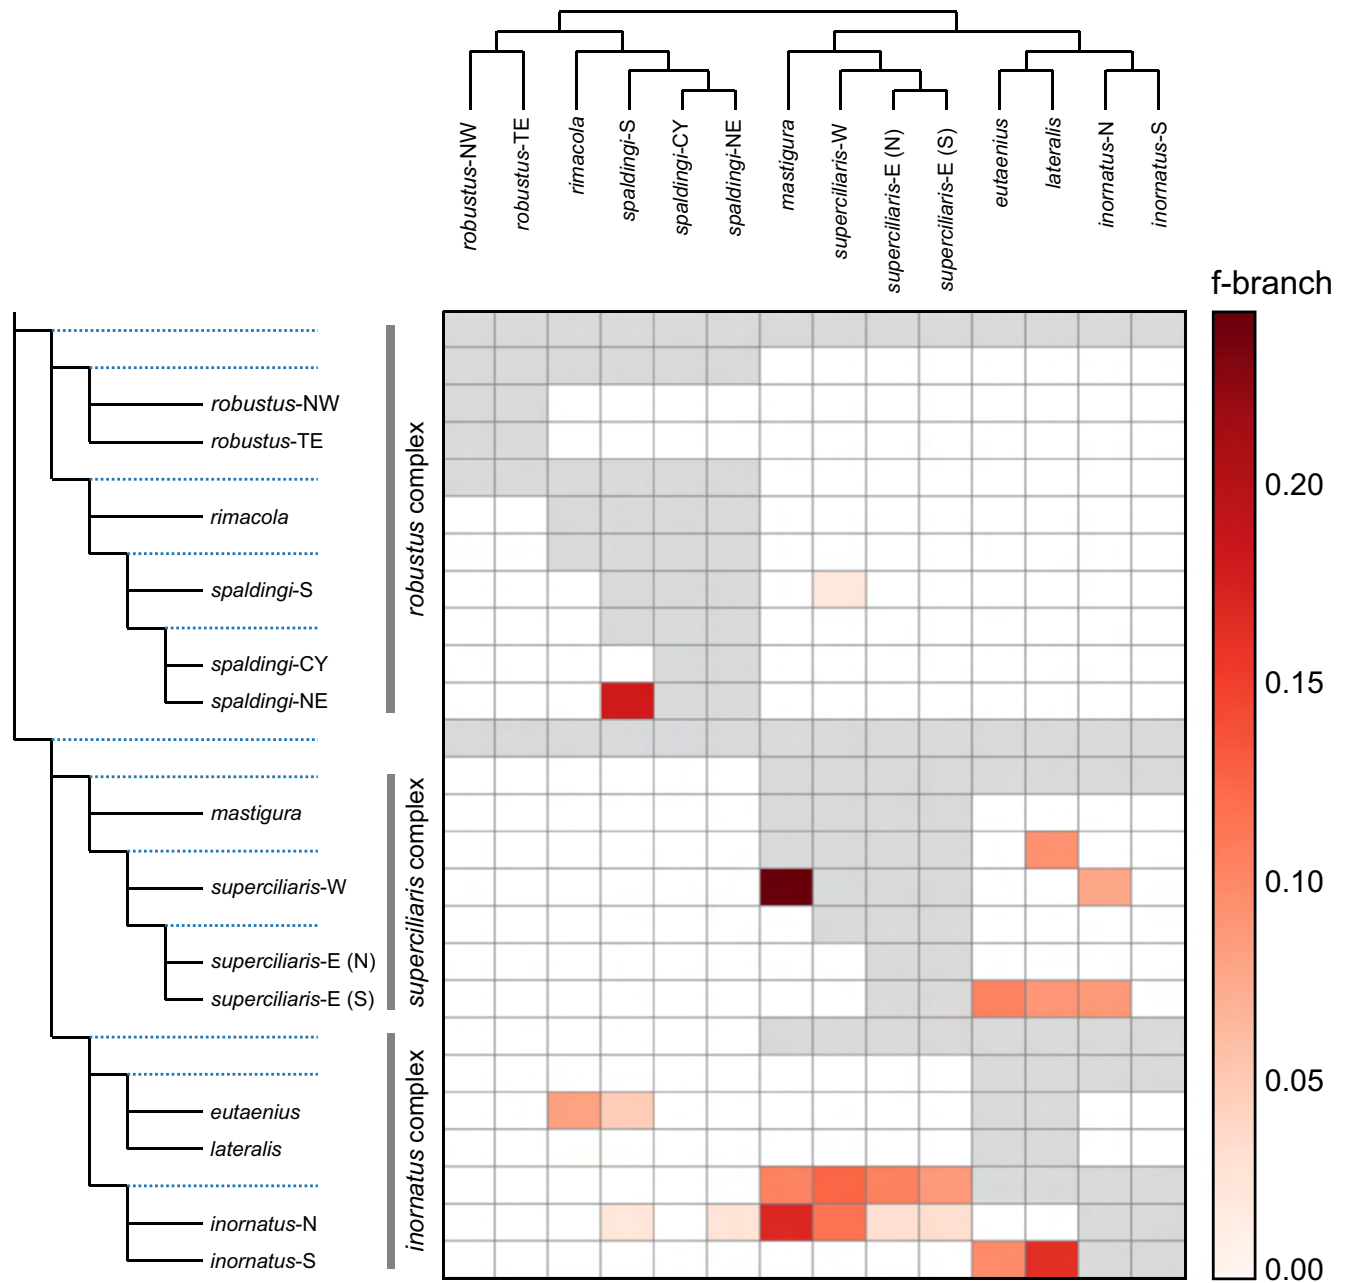 robustus-NW
robustus-TE
rimacola
spaldingi-S
spaldingi-CY
spaldingi-NE
mastigura
superciliaris-W
superciliaris-E (N)
superciliaris-E (S)
eutaenius
lateralis
inornatus-N
inornatus-S
f-branch
robustus-NW
robustus-TE
rimacola
spaldingi-S
spaldingi-CY
spaldingi-NE
robustus complex
mastigura
superciliaris-W
superciliaris-E (N)
superciliaris-E (S)
superciliaris complex
eutaenius
lateralis
inornatus-N
inornatus-S
inornatus complex
0.20
0.15
0.10
0.05
0.00